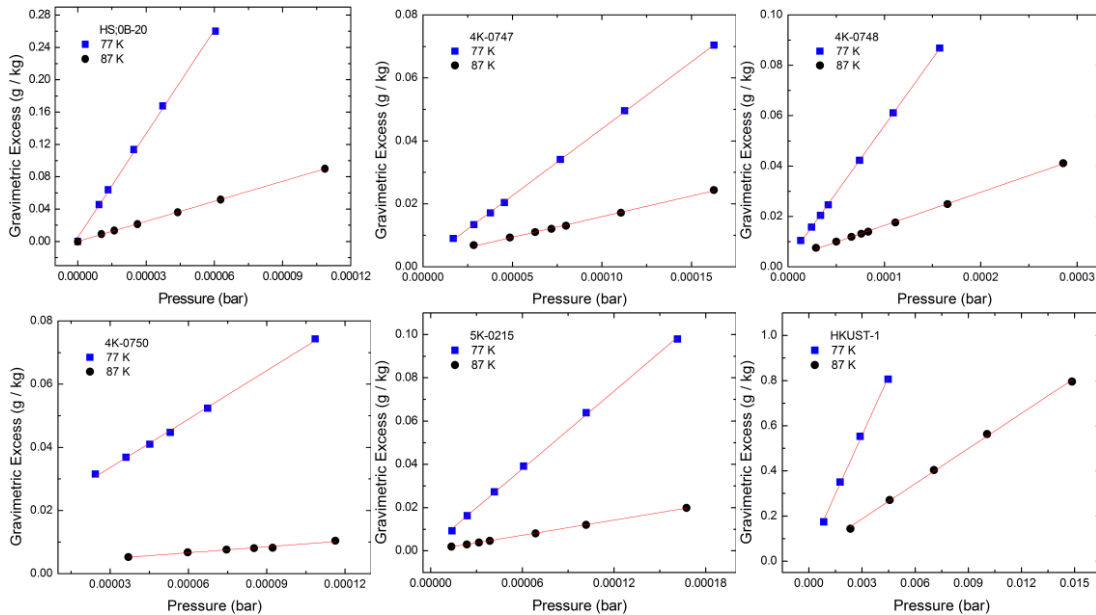 HS;0B-20
77 K
87 K
Gravimetric Excess (g / kg)
0.28
0.24
0.20
0.16
0.12
0.08
0.04
0.00
0.00000 0.00003 0.00006 0.00009 0.00012
Pressure (bar)
4K-0747
77 K
87 K
Gravimetric Excess (g / kg)
0.08
0.06
0.04
0.02
0.00
0.00000 0.00005 0.00010 0.00015
Pressure (bar)
4K-0748
77 K
87 K
Gravimetric Excess (g / kg)
0.10
0.08
0.06
0.04
0.02
0.00
0.0000 0.0001 0.0002 0.0003
Pressure (bar)
4K-0750
77 K
87 K
Gravimetric Excess (g / kg)
0.08
0.06
0.04
0.02
0.00
0.00003 0.00006 0.00009 0.00012
Pressure (bar)
5K-0215
77 K
87 K
Gravimetric Excess (g / kg)
0.10
0.08
0.06
0.04
0.02
0.00
0.00000 0.00006 0.00012 0.00018
Pressure (bar)
HKUST-1
77 K
87 K
Gravimetric Excess (g / kg)
1.0
0.8
0.6
0.4
0.2
0.0
0.000 0.003 0.006 0.009 0.012 0.015
Pressure (bar)